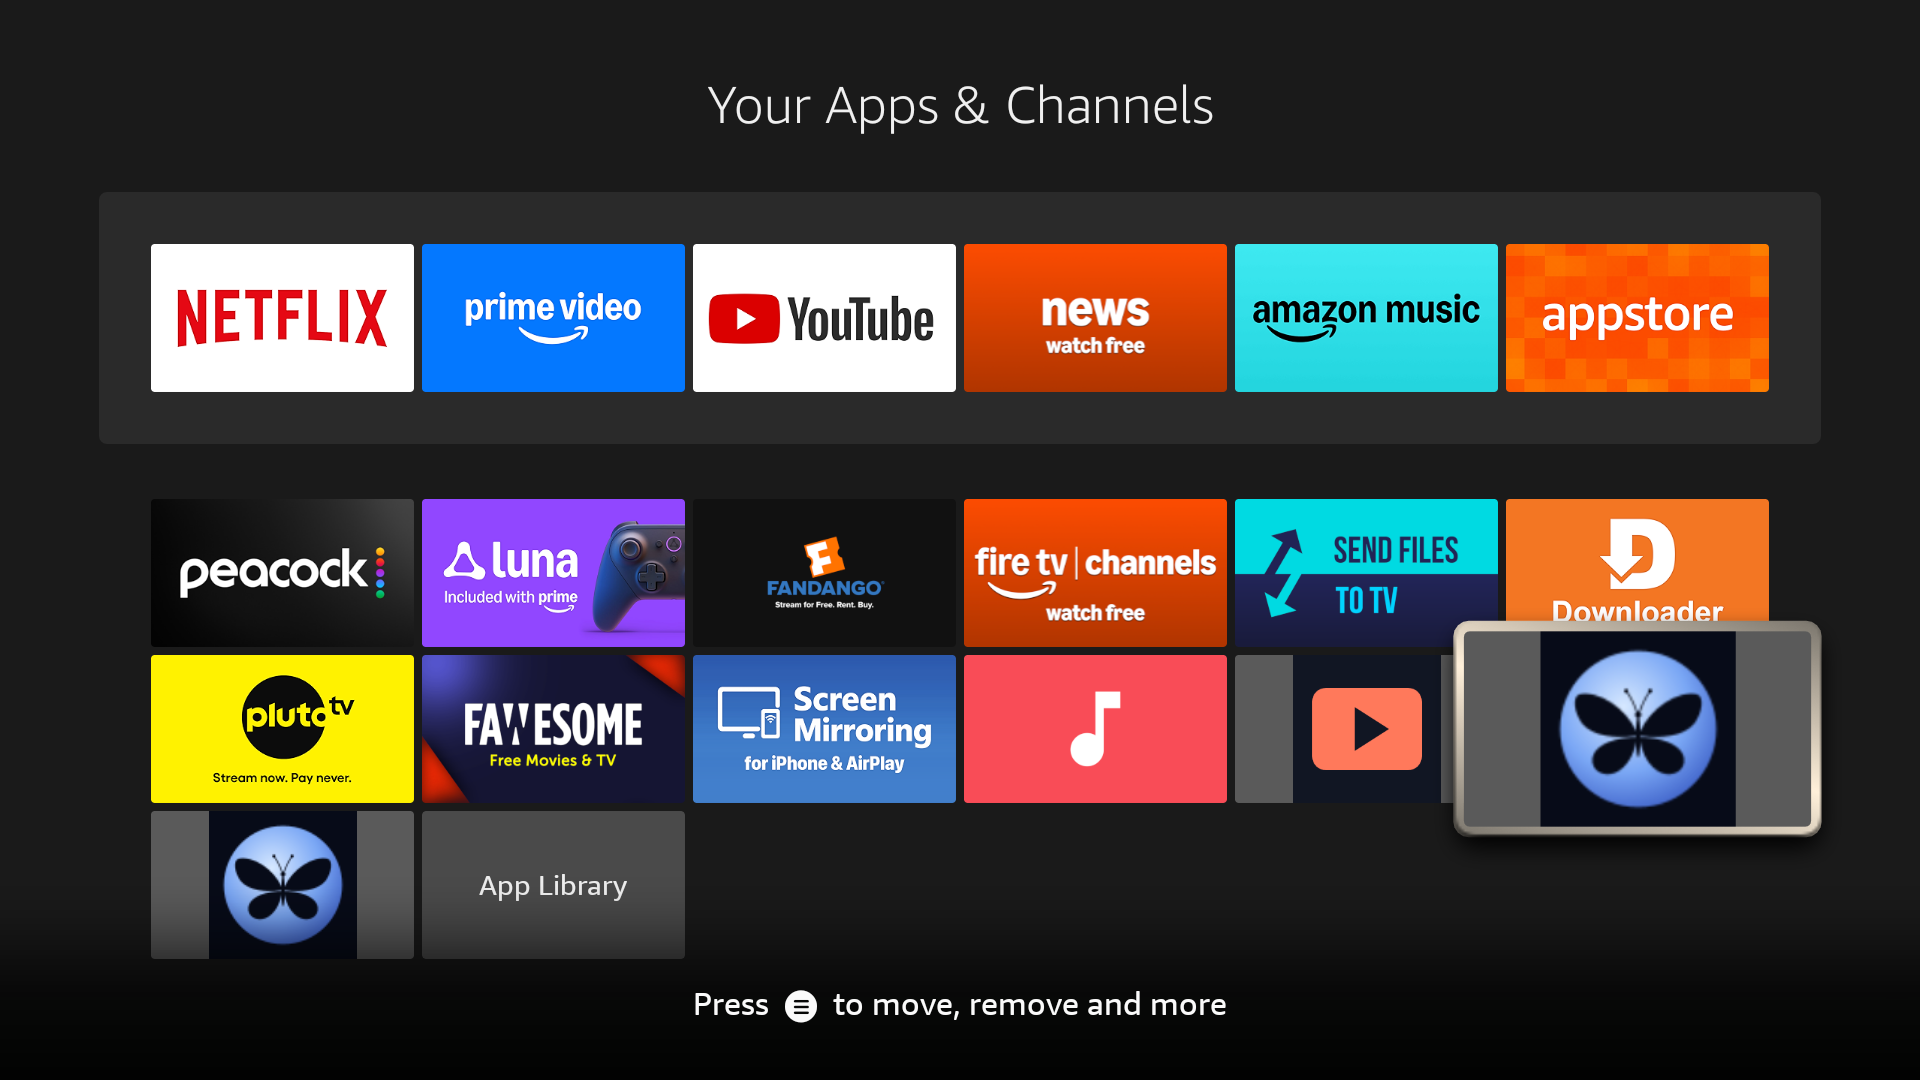 Your Apps & Channels
NETFLIX
prime video
YouTube
news
watch free
amazon music
appstore
peacock
luna
Included with prime
FANDANGO
Stream for Free. Rent. Buy.
fire tv | channels
watch free
SEND FILES
TO TV
Downloader
pluto tv
Stream now. Pay never.
FAWESOME
Free Movies & TV
Screen
Mirroring
for iPhone & AirPlay
App Library
Press to move, remove and more